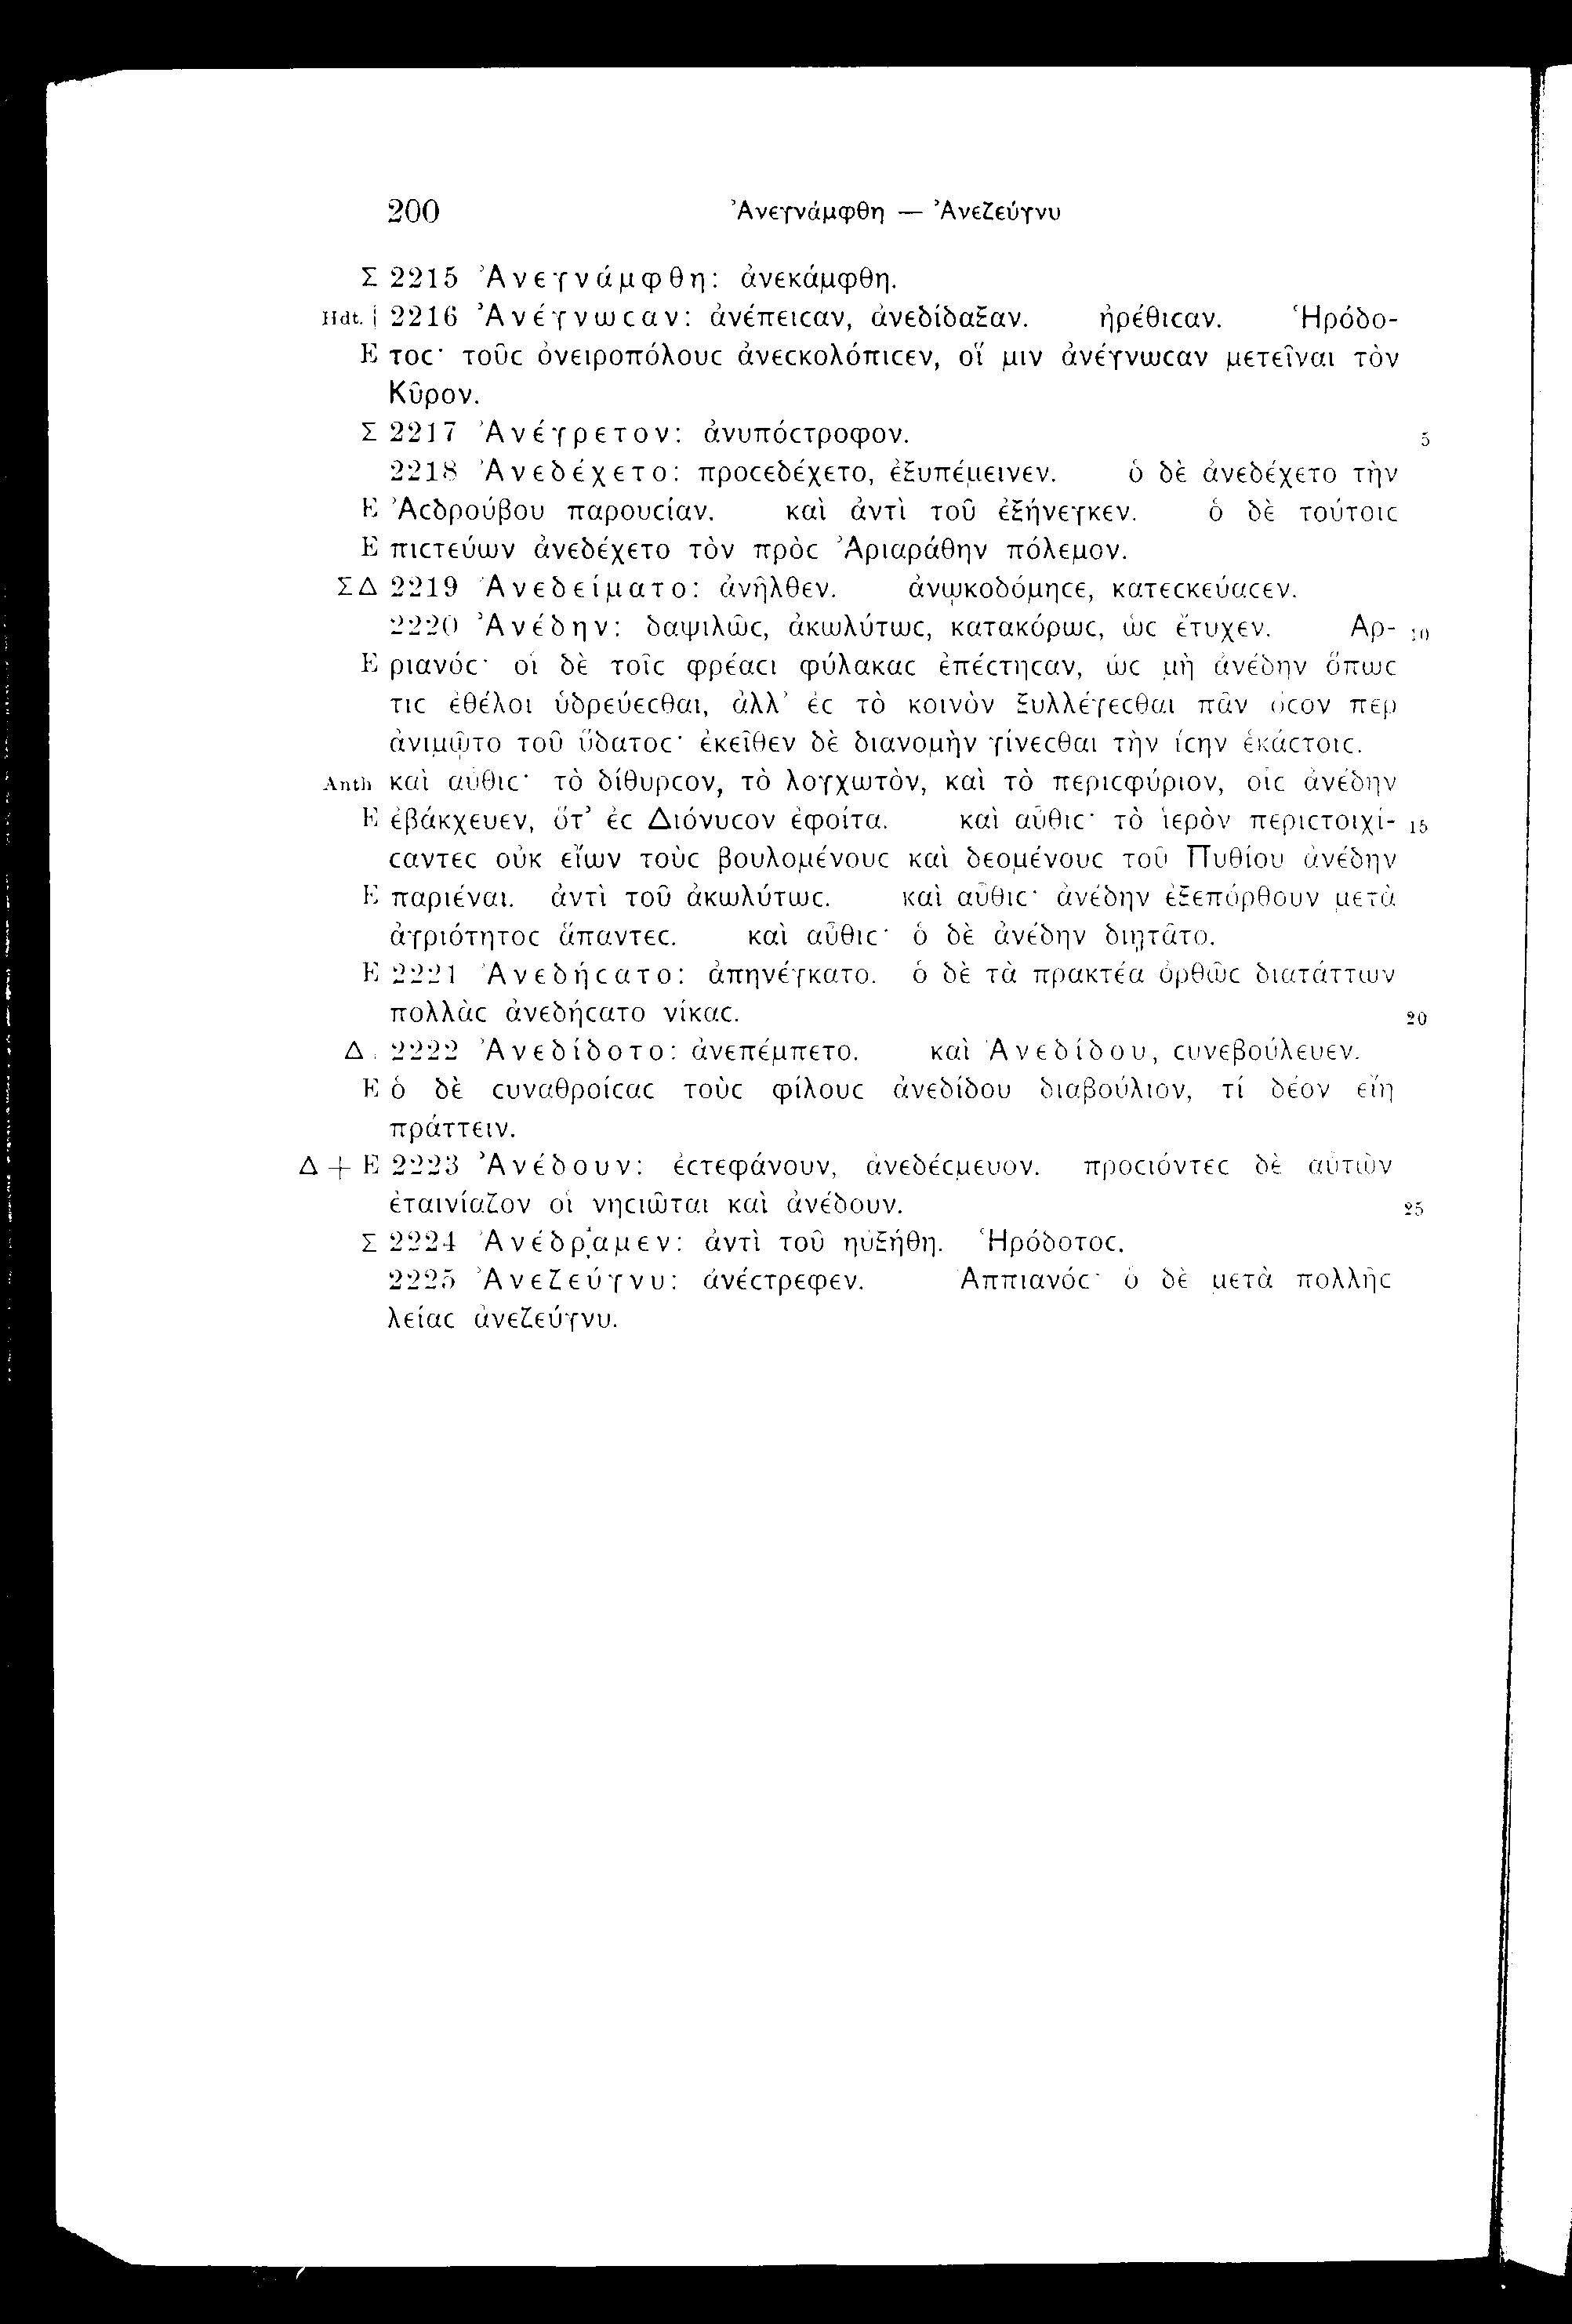 200 Ἀνεγνάμφθη — Ἀνεζεύγνυ
Σ 2215 Ἀνεγνάμφθη: ἀνεκάμφθη.
Hdt. | 2216 Ἀνέγνωϲαν: ἀνέπειϲαν, ἀνεδίδαξαν. ἠρέθιϲαν. Ἡρόδο-
E τοϲ· τοῦϲ ὀνειροπόλουϲ ἀνεϲκολόπιϲεν, οἵ μιν ἀνέγνωϲαν μετεῖναι τὸν
Κῦρον.
Σ 2217 Ἀνέγρετον: ἀνυπόϲτροφον. 5
2218 Ἀνεδέχετο: προϲεδέχετο, ἐξυπέμεινεν. ὁ δὲ ἀνεδέχετο τὴν
E Ἀϲδρούβου παρουϲίαν. καὶ ἀντὶ τοῦ ἐξήνεγκεν. ὁ δὲ τούτοιϲ
E πιϲτεύων ἀνεδέχετο τὸν πρὸϲ Ἀριαράθην πόλεμον.
ΣΔ 2219 Ἀνεδείματο: ἀνῆλθεν. ἀνῳκοδόμηϲε, κατεϲκεύαϲεν.
2220 Ἀνέδην: δαψιλῶϲ, ἀκωλύτωϲ, κατακόρωϲ, ὡϲ ἔτυχεν. Ἀρ- 10
E ριανόϲ· οἱ δὲ τοῖϲ φρέαϲι φύλακαϲ ἐπέϲτηϲαν, ὡϲ μὴ ἀνέδην ὅπωϲ
τιϲ ἐθέλοι ὑδρεύεϲθαι, ἀλλ’ ἐϲ τὸ κοινὸν ξυλλέγεϲθαι πᾶν ὅϲον περ
ἀνιμῷτο τοῦ ὕδατοϲ· ἐκεῖθεν δὲ διανομὴν γίνεϲθαι τὴν ἴϲην ἑκάϲτοιϲ.
Anth καὶ αὖθιϲ· τὸ δίθυρϲον, τὸ λογχωτὸν, καὶ τὸ περιϲφύριον, οἷϲ ἀνέδην
E ἐβάκχευεν, ὅτ’ ἐϲ Διόνυϲον ἐφοίτα. καὶ αὖθιϲ· τὸ ἱερὸν περιϲτοιχί- 15
ϲαντεϲ οὐκ εἴων τοὺϲ βουλομένουϲ καὶ δεομένουϲ τοῦ Πυθίου ἀνέδην
E παριέναι. ἀντὶ τοῦ ἀκωλύτωϲ. καὶ αὖθιϲ· ἀνέδην ἐξεπόρθουν μετὰ
ἀγριότητοϲ ἅπαντεϲ. καὶ αὖθιϲ· ὁ δὲ ἀνέδην διῃτᾶτο.
E 2221 Ἀνεδήϲατο: ἀπηνέγκατο. ὁ δὲ τὰ πρακτέα ὀρθῶϲ διατάττων
πολλὰϲ ἀνεδήϲατο νίκαϲ. 20
Δ 2222 Ἀνεδίδοτο: ἀνεπέμπετο. καὶ Ἀνεδίδου, ϲυνεβούλευεν.
E ὁ δὲ ϲυναθροίϲαϲ τοὺϲ φίλουϲ ἀνεδίδου διαβούλιον, τί δέον εἴη
πράττειν.
Δ + E 2223 Ἀνέδουν: ἐϲτεφάνουν, ἀνεδέϲμευον. προϲιόντεϲ δὲ αὐτῶν
ἐταινίαζον οἱ νηϲιῶται καὶ ἀνέδουν. 25
Σ 2224 Ἀνέδραμεν: ἀντὶ τοῦ ηὐξήθη. Ἡρόδοτοϲ.
2225 Ἀνεζεύγνυ: ἀνέϲτρεφεν. Ἀππιανόϲ· ὁ δὲ μετὰ πολλῆϲ
λείαϲ ἀνεζεύγνυ.